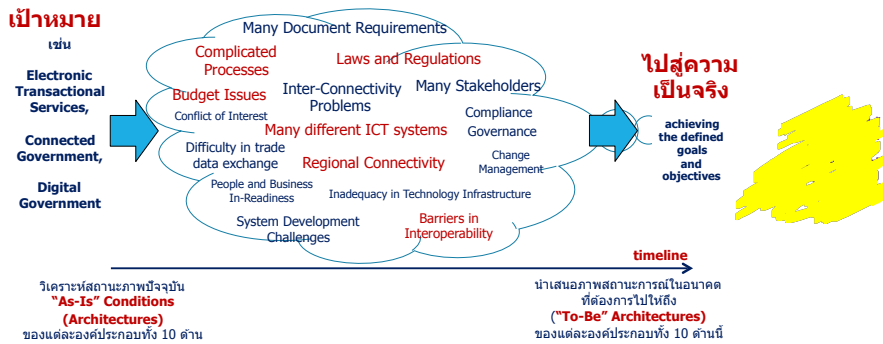 เป้าหมาย
เช่น
Electronic
Transactional
Services,
Connected
Government,
Digital
Government
Many Document Requirements
Complicated
Processes
Laws and Regulations
Budget Issues
Inter-Connectivity
Problems
Many Stakeholders
Conflict of Interest
Compliance
Governance
Many different ICT systems
Difficulty in trade
data exchange
Regional Connectivity
Change
Management
People and Business
In-Readiness
Inadequacy in Technology Infrastructure
System Development
Challenges
Barriers in
Interoperability
ไปสู่ความ
เป็นจริง
achieving
the defined
goals
and
objectives
timeline
วิเคราะห์สถานะภาพปัจจุบัน
"As-Is" Conditions
(Architectures)
ของแต่ละองค์ประกอบทั้ง 10 ด้าน
นำเสนอภาพสถานะการณ์ในอนาคต
ที่ต้องการไปให้ถึง
("To-Be" Architectures)
ของแต่ละองค์ประกอบทั้ง 10 ด้านนี้